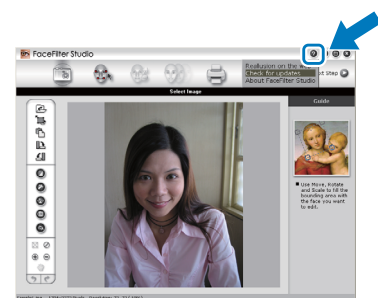 FaceFilter Studio
Reallusion on the
Check for updates
About FaceFilter Studio
xt Step
Select Image
Guide
Use Move, Rotate
and Scale to fill the
bounding area with
the face you want
to edit.